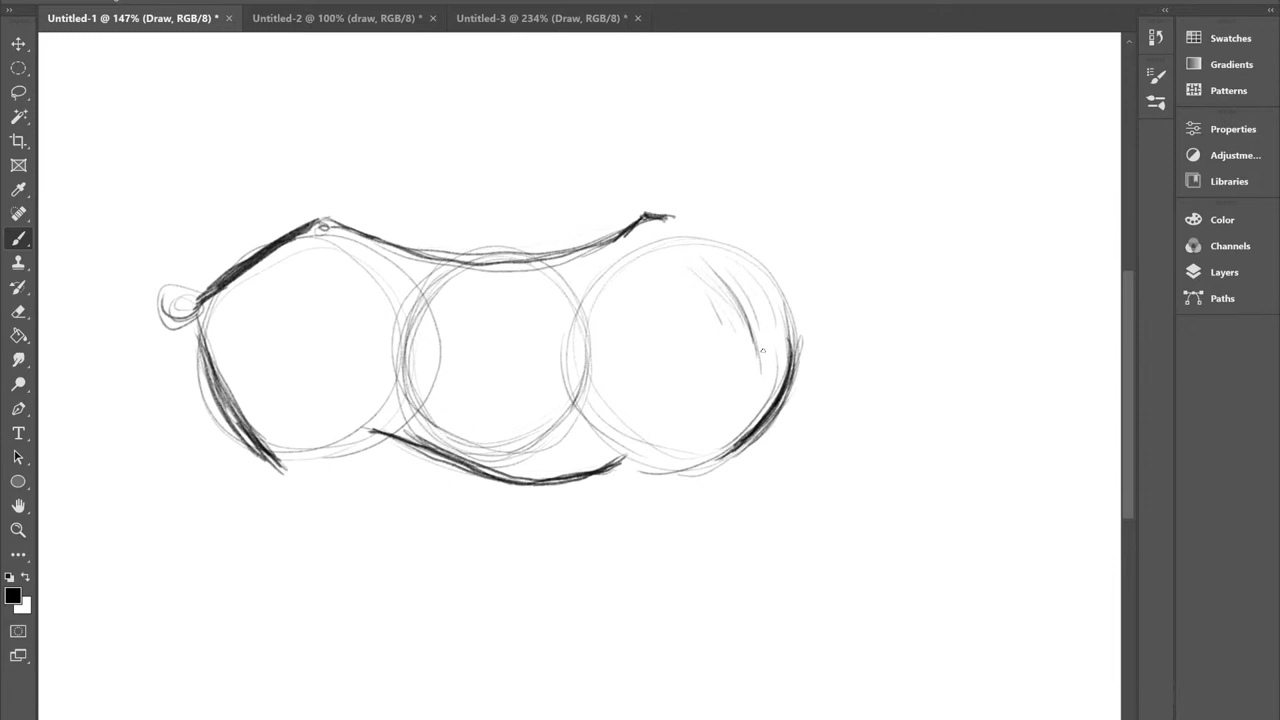 Untitled-1 @ 147% (Draw, RGB/8) * × Untitled-2 @ 100% (draw, RGB/8) * × Untitled-3 @ 234% (Draw, RGB/8) * ×
Swatches
Gradients
Patterns
Properties
Adjustme...
Libraries
Color
Channels
Layers
Paths